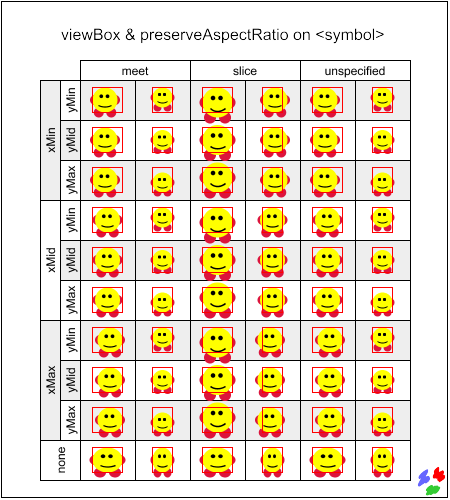 viewBox & preserveAspectRatio on <symbol>
meet slice unspecified
xMin yMin
yMid
yMax
xMid yMin
yMid
yMax
xMax yMin
yMid
yMax
none